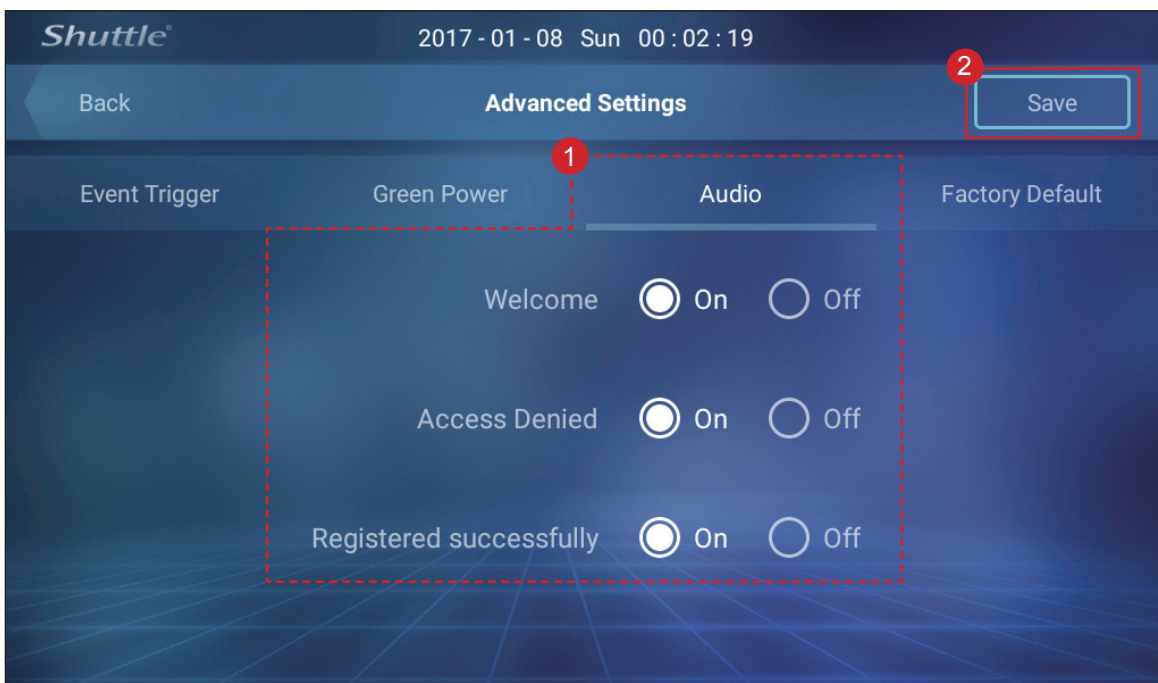 Shuttle® 2017 - 01 - 08 Sun 00 : 02 : 19
2
Back Advanced Settings Save
1
Event Trigger Green Power Audio Factory Default
Welcome On Off
Access Denied On Off
Registered successfully On Off